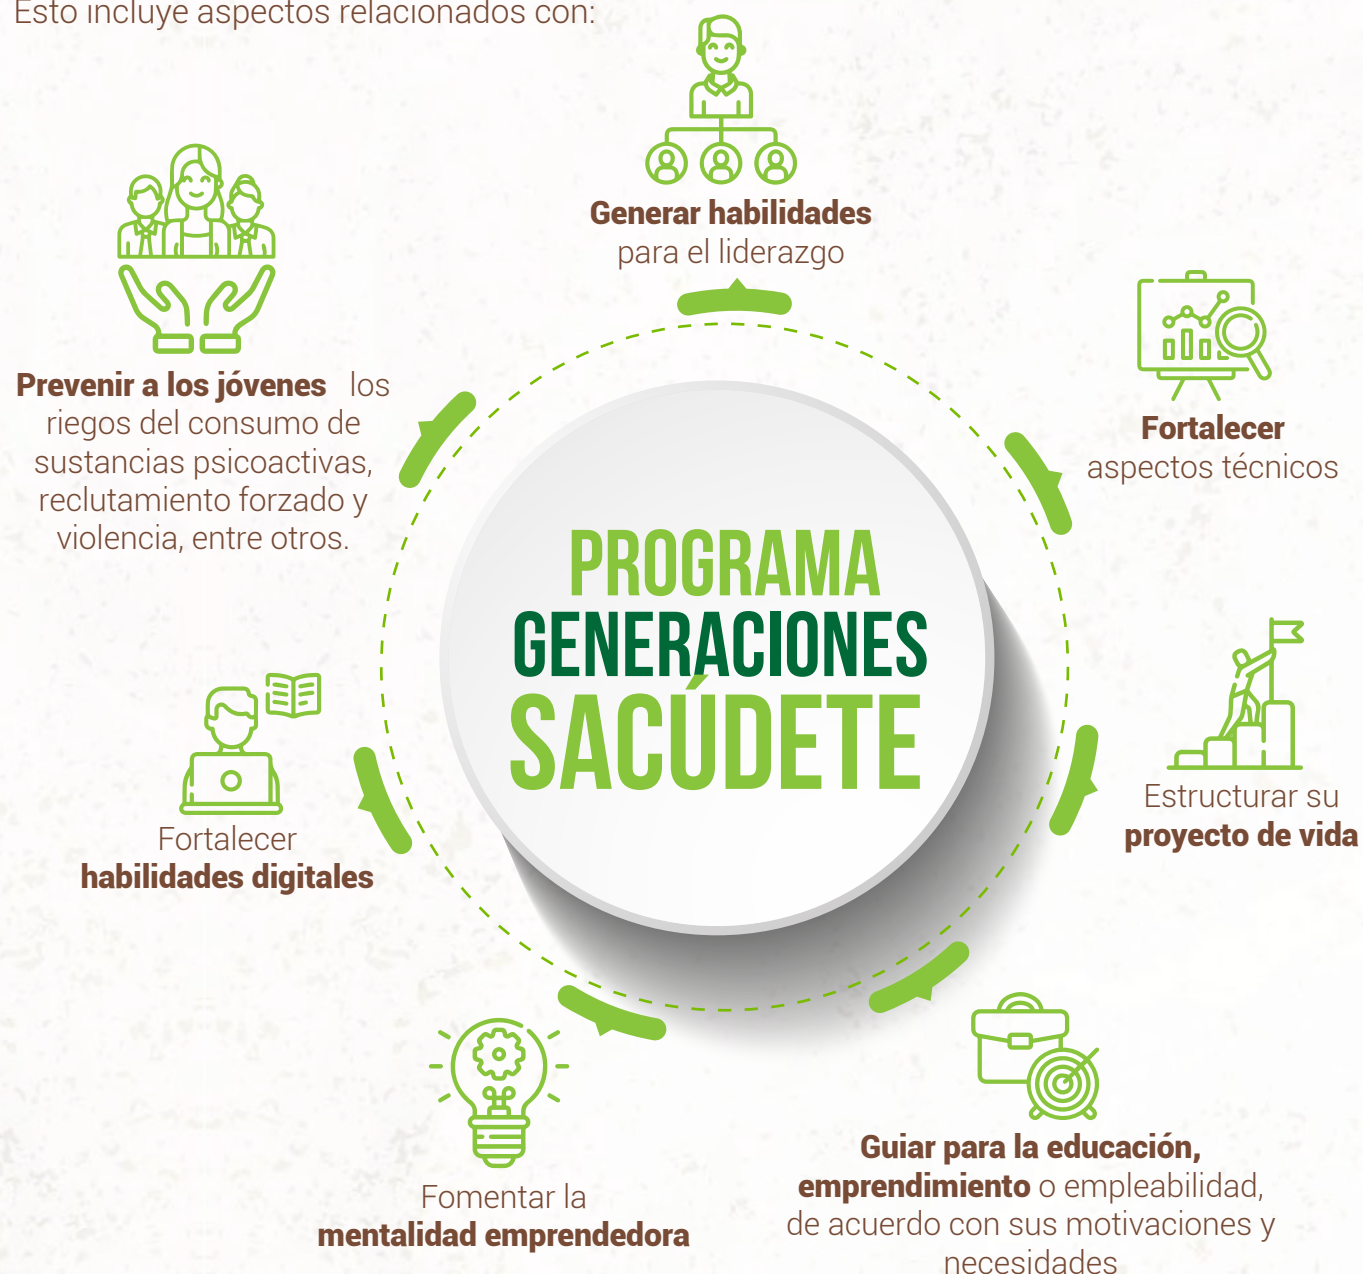 Esto incluye aspectos relacionados con:
Generar habilidades
para el liderazgo
Fortalecer
aspectos técnicos
Estructurar su
proyecto de vida
Guiar para la educación,
emprendimiento o empleabilidad,
de acuerdo con sus motivaciones y
necesidades
Fomentar la
mentalidad emprendedora
Fortalecer
habilidades digitales
Prevenir a los jóvenes los
riegos del consumo de
sustancias psicoactivas,
reclutamiento forzado y
violencia, entre otros.
PROGRAMA
GENERACIONES
SACÚDETE